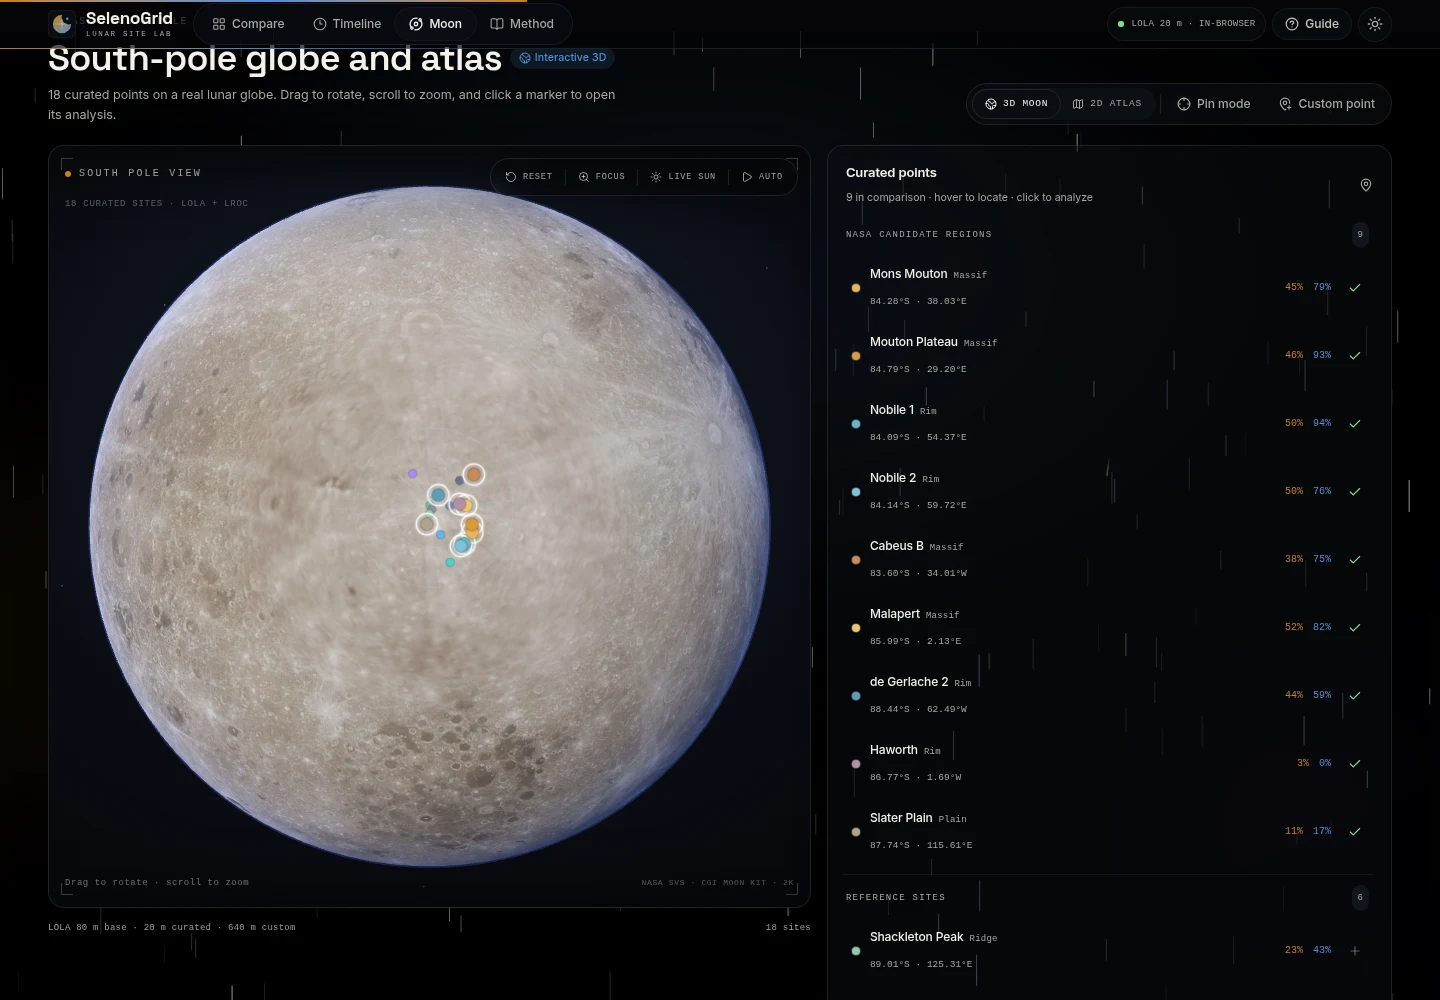 SelenoGrid
LUNAR SITE LAB
Compare
Timeline
Moon
Method
LOLA 20 m · IN-BROWSER
Guide
South-pole globe and atlas
Interactive 3D
18 curated points on a real lunar globe. Drag to rotate, scroll to zoom, and click a marker to open
its analysis.
3D MOON
2D ATLAS
Pin mode
Custom point
SOUTH POLE VIEW
18 CURATED SITES · LOLA + LROC
RESET
FOCUS
LIVE SUN
AUTO
Drag to rotate · scroll to zoom
NASA SVS · CGI MOON KIT · 2K
LOLA 80 m base · 20 m curated · 640 m custom
18 sites
Curated points
9 in comparison · hover to locate · click to analyze
NASA CANDIDATE REGIONS
9
Mons Mouton Massif
84.28°S · 38.03°E
45% 79%
Mouton Plateau Massif
84.79°S · 29.20°E
46% 93%
Nobile 1 Rim
84.09°S · 54.37°E
50% 94%
Nobile 2 Rim
84.14°S · 59.72°E
50% 76%
Cabeus B Massif
83.60°S · 34.01°W
38% 75%
Malapert Massif
85.99°S · 2.13°E
52% 82%
de Gerlache 2 Rim
88.44°S · 62.49°W
44% 59%
Haworth Rim
86.77°S · 1.69°W
3% 0%
Slater Plain Plain
87.74°S · 115.61°E
11% 17%
REFERENCE SITES
6
Shackleton Peak Ridge
89.01°S · 125.31°E
23% 43%